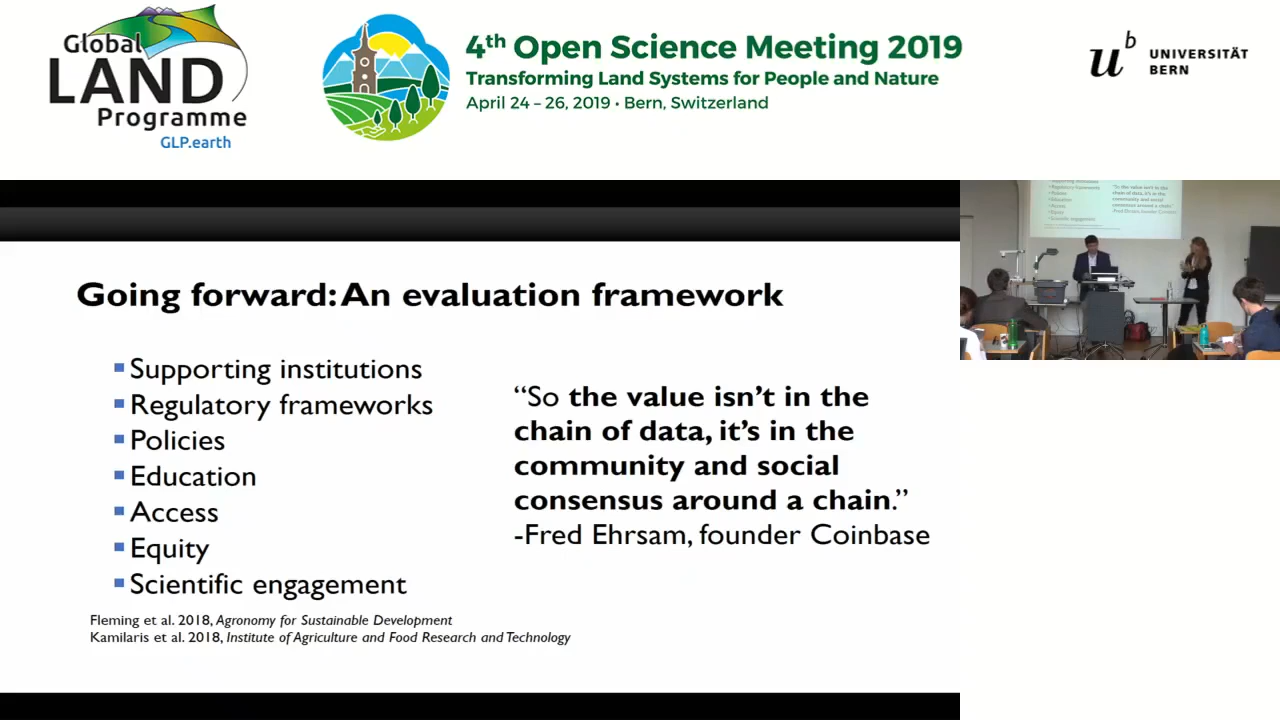 Global
LAND
Programme
GLP.earth
4th Open Science Meeting 2019
Transforming Land Systems for People and Nature
April 24 – 26, 2019 • Bern, Switzerland
u b
UNIVERSITÄT
BERN
Going forward: An evaluation framework
Supporting institutions
Regulatory frameworks
Policies
Education
Access
Equity
Scientific engagement
“So the value isn’t in the
chain of data, it’s in the
community and social
consensus around a chain.”
-Fred Ehrsam, founder Coinbase
Fleming et al. 2018, Agronomy for Sustainable Development
Kamilaris et al. 2018, Institute of Agriculture and Food Research and Technology